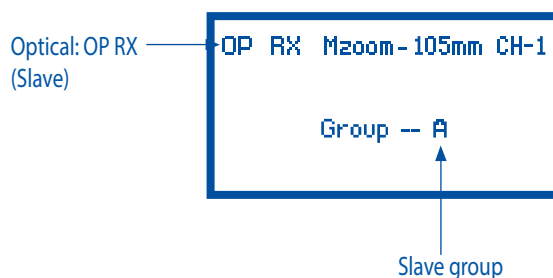 Optical: OP RX
(Slave)
OP RX Mzoom-105mm CH-1
Group -- A
Slave group